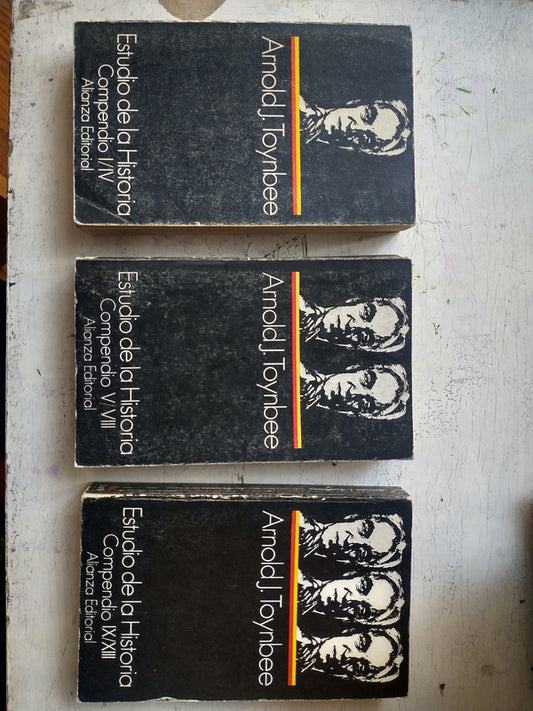 Arnold J. Toynbee
Estudio de la Historia
Compendio I/IV
Alianza Editorial
Arnold J. Toynbee
Estudio de la Historia
Compendio V/VIII
Alianza Editorial
Arnold J. Toynbee
Estudio de la Historia
Compendio IX/XIII
Alianza Editorial